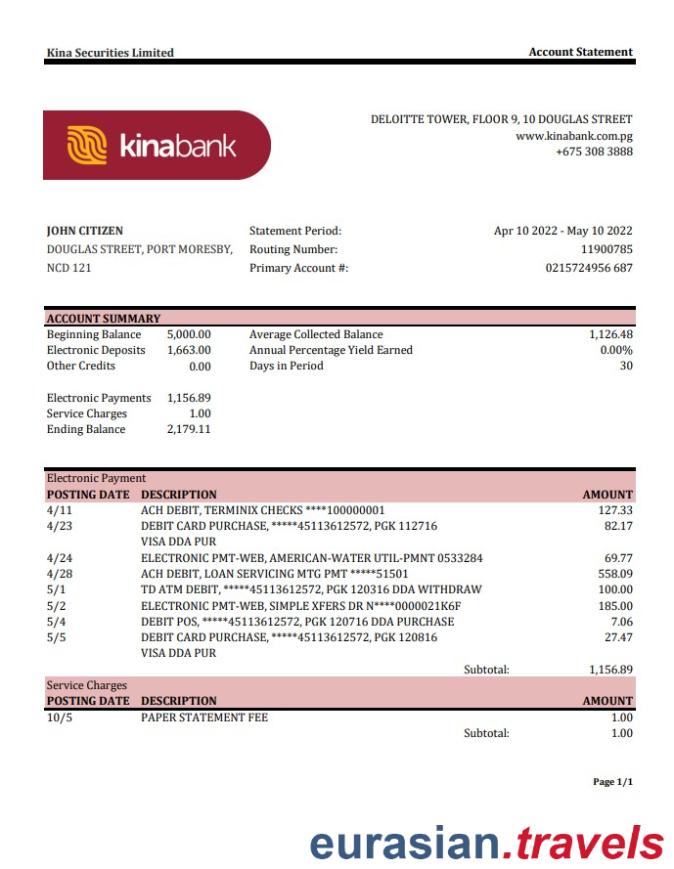 Kina Securities Limited Account Statement
kinabank
DELOITTE TOWER, FLOOR 9, 10 DOUGLAS STREET
www.kinabank.com.pg
+675 308 3888
JOHN CITIZEN Statement Period: Apr 10 2022 - May 10 2022
DOUGLAS STREET, PORT MORESBY, Routing Number: 11900785
NCD 121 Primary Account #: 0215724956 687
ACCOUNT SUMMARY
Beginning Balance 5,000.00 Average Collected Balance 1,126.48
Electronic Deposits 1,663.00 Annual Percentage Yield Earned 0.00%
Other Credits 0.00 Days in Period 30
Electronic Payments 1,156.89
Service Charges 1.00
Ending Balance 2,179.11
Electronic Payment
POSTING DATE DESCRIPTION AMOUNT
4/11 ACH DEBIT, TERMINIX CHECKS ****100000001 127.33
4/23 DEBIT CARD PURCHASE, *****45113612572, PGK 112716 82.17
VISA DDA PUR
4/24 ELECTRONIC PMT-WEB, AMERICAN-WATER UTIL-PMNT 0533284 69.77
4/28 ACH DEBIT, LOAN SERVICING MTG PMT *****51501 558.09
5/1 TD ATM DEBIT, *****45113612572, PGK 120316 DDA WITHDRAW 100.00
5/2 ELECTRONIC PMT-WEB, SIMPLE XFERS DR N****0000021K6F 185.00
5/4 DEBIT POS, *****45113612572, PGK 120716 DDA PURCHASE 7.06
5/5 DEBIT CARD PURCHASE, *****45113612572, PGK 120816 27.47
VISA DDA PUR
Subtotal: 1,156.89
Service Charges
POSTING DATE DESCRIPTION AMOUNT
10/5 PAPER STATEMENT FEE 1.00
Subtotal: 1.00
Page 1/1
eurasian.travels